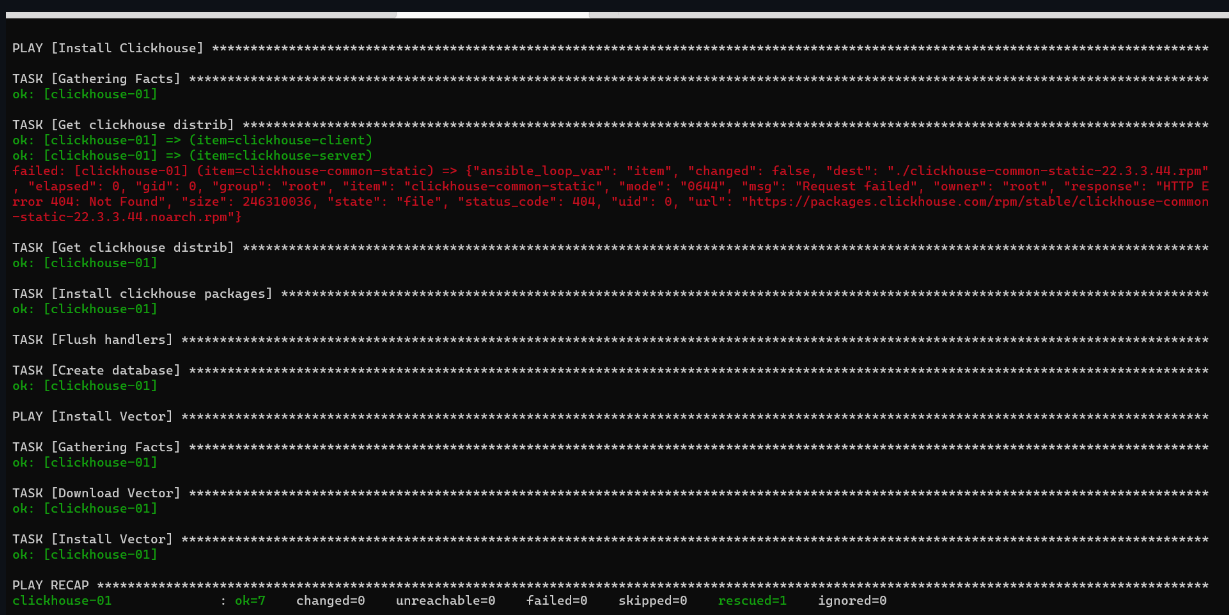 PLAY [Install Clickhouse] **********************************************************************************************************************************
TASK [Gathering Facts] *************************************************************************************************************************************
ok: [clickhouse-01]
TASK [Get clickhouse distrib] ******************************************************************************************************************************
ok: [clickhouse-01] => (item=clickhouse-client)
ok: [clickhouse-01] => (item=clickhouse-server)
failed: [clickhouse-01] (item=clickhouse-common-static) => {"ansible_loop_var": "item", "changed": false, "dest": "./clickhouse-common-static-22.3.3.44.rpm"
, "elapsed": 0, "gid": 0, "group": "root", "item": "clickhouse-common-static", "mode": "0644", "msg": "Request failed", "owner": "root", "response": "HTTP E
rror 404: Not Found", "size": 246310036, "state": "file", "status_code": 404, "uid": 0, "url": "https://packages.clickhouse.com/rpm/stable/clickhouse-common
-static-22.3.3.44.noarch.rpm"}
TASK [Get clickhouse distrib] ******************************************************************************************************************************
ok: [clickhouse-01]
TASK [Install clickhouse packages] *************************************************************************************************************************
ok: [clickhouse-01]
TASK [Flush handlers] **************************************************************************************************************************************
TASK [Create database] *************************************************************************************************************************************
ok: [clickhouse-01]
PLAY [Install Vector] **************************************************************************************************************************************
TASK [Gathering Facts] *************************************************************************************************************************************
ok: [clickhouse-01]
TASK [Download Vector] *************************************************************************************************************************************
ok: [clickhouse-01]
TASK [Install Vector] **************************************************************************************************************************************
ok: [clickhouse-01]
PLAY RECAP *************************************************************************************************************************************************
clickhouse-01              : ok=7    changed=0    unreachable=0    failed=0    skipped=0    rescued=1    ignored=0